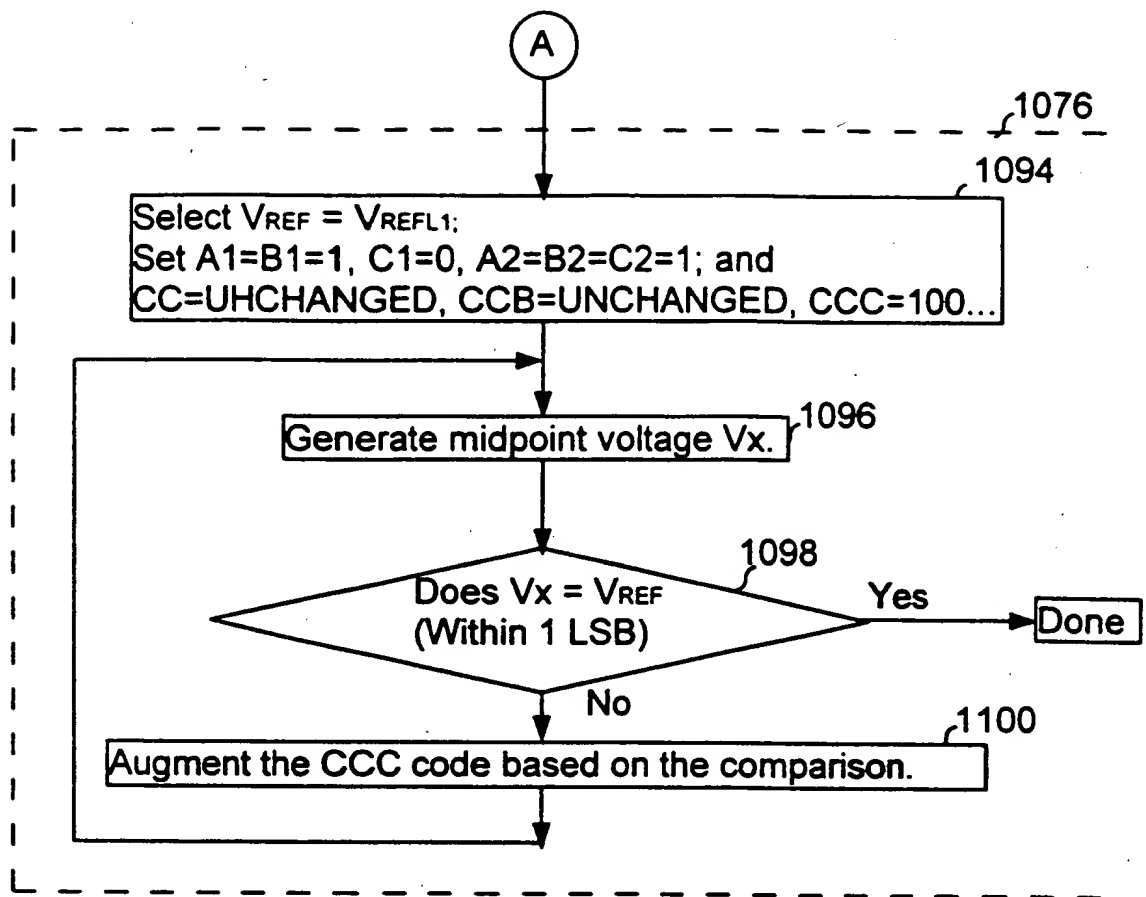 A
1076
1094
Select VREF = VREFL1;
Set A1=B1=1, C1=0, A2=B2=C2=1; and
CC=UHCHANGED, CCB=UNCHANGED, CCC=100...
1096
Generate midpoint voltage Vx.
1098
Does Vx = VREF
(Within 1 LSB)
Yes
Done
No
1100
Augment the CCC code based on the comparison.